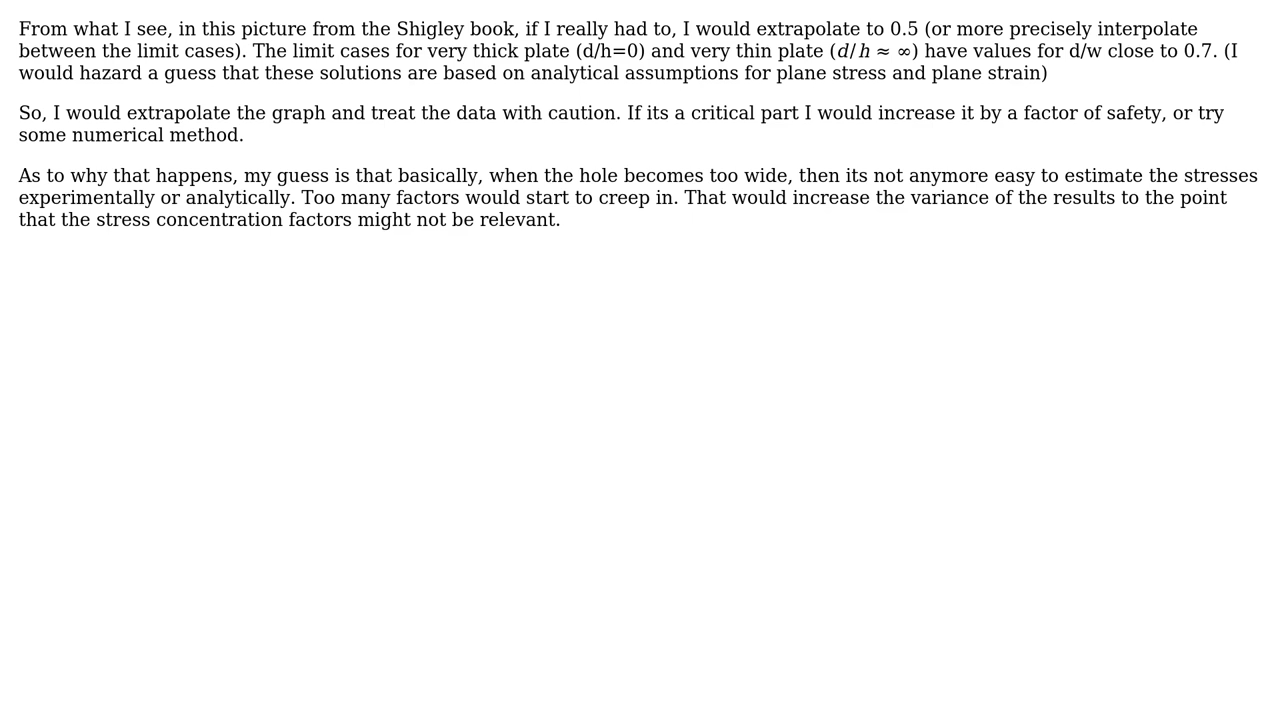 From what I see, in this picture from the Shigley book, if I really had to, I would extrapolate to 0.5 (or more precisely interpolate
between the limit cases). The limit cases for very thick plate (d/h=0) and very thin plate (d/h ≈ ∞) have values for d/w close to 0.7. (I
would hazard a guess that these solutions are based on analytical assumptions for plane stress and plane strain)
So, I would extrapolate the graph and treat the data with caution. If its a critical part I would increase it by a factor of safety, or try
some numerical method.
As to why that happens, my guess is that basically, when the hole becomes too wide, then its not anymore easy to estimate the stresses
experimentally or analytically. Too many factors would start to creep in. That would increase the variance of the results to the point
that the stress concentration factors might not be relevant.